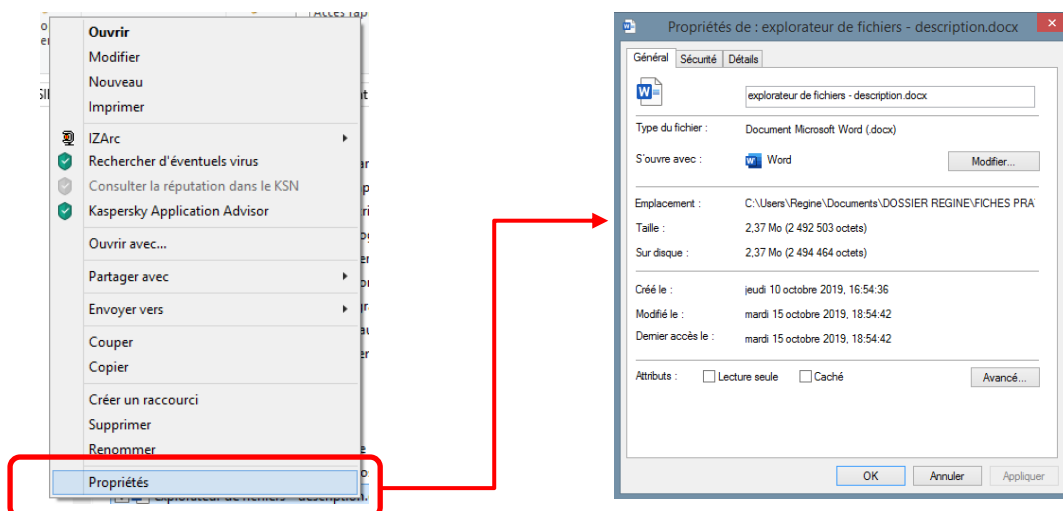 Ouvrir
Modifier
Nouveau
Imprimer
IZArc
Rechercher d'éventuels virus
Consulter la réputation dans le KSN
Kaspersky Application Advisor
Ouvrir avec...
Partager avec
Envoyer vers
Couper
Copier
Créer un raccourci
Supprimer
Renommer
Propriétés
explorateur de fichiers - description.
Propriétés de : explorateur de fichiers - description.docx
Général Sécurité Détails
explorateur de fichiers - description.docx
Type du fichier : Document Microsoft Word (.docx)
S'ouvre avec : Word Modifier...
Emplacement : C:\Users\Regine\Documents\DOSSIER REGINE\FICHES PRA
Taille : 2,37 Mo (2 492 503 octets)
Sur disque : 2,37 Mo (2 494 464 octets)
Créé le : jeudi 10 octobre 2019, 16:54:36
Modifié le : mardi 15 octobre 2019, 18:54:42
Dernier accès le : mardi 15 octobre 2019, 18:54:42
Attributs : Lecture seule Caché Avancé...
OK Annuler Appliquer